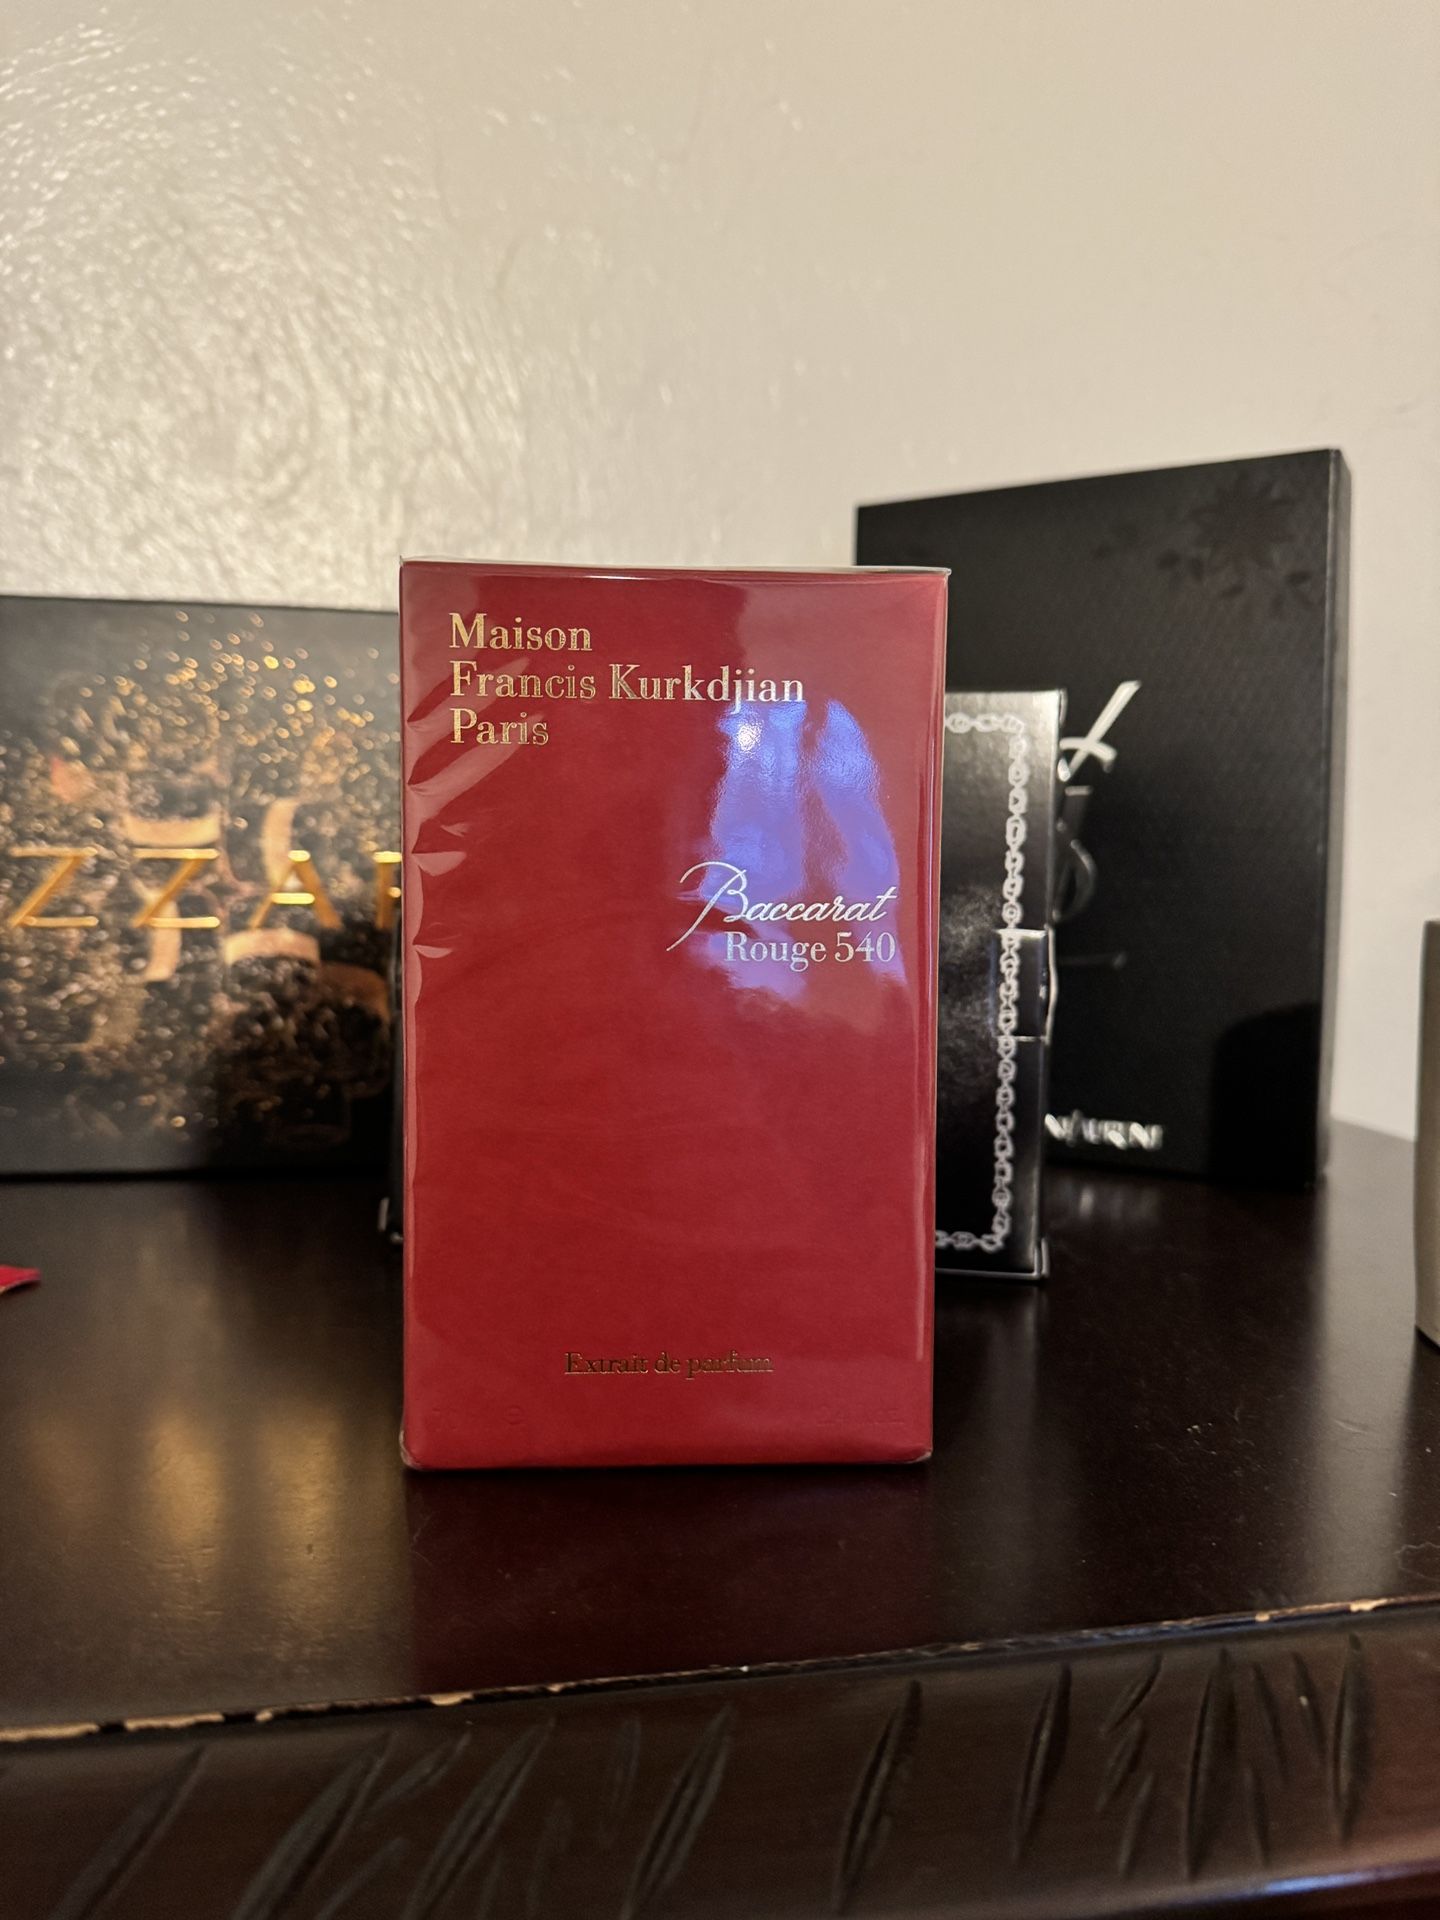 Maison
Francis Kurkdjian
Paris
Baccarat
Rouge 540
Extrait de parfum